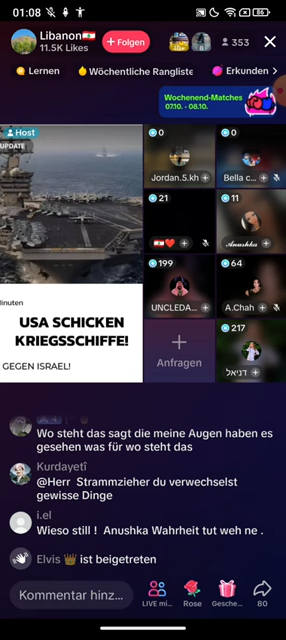 01:08
86
Libanon🇱🇧
11.5K Likes
+ Folgen
353
Lernen
Wöchentliche Rangliste
Erkunden
Wochenend-Matches
07.10. - 08.10.
Host
UPDATE
0
0
Jordan.5.kh
Bella c...
21
11
🇱🇧❤️
Anushka
199
64
UNCLEDA...
A.Chah
217
Anfragen
דניאל
inuten
USA SCHICKEN
KRIEGSSCHIFFE!
GEGEN ISRAEL!
Wo steht das sagt die meine Augen haben es
gesehen was für wo steht das
Kurdayetî
@Herr Strammzieher du verwechselst
gewisse Dinge
i.el
Wieso still ! Anushka Wahrheit tut weh ne .
Elvis 👑 ist beigetreten
Kommentar hinz...
LIVE mi...
Rose
Gesche...
80